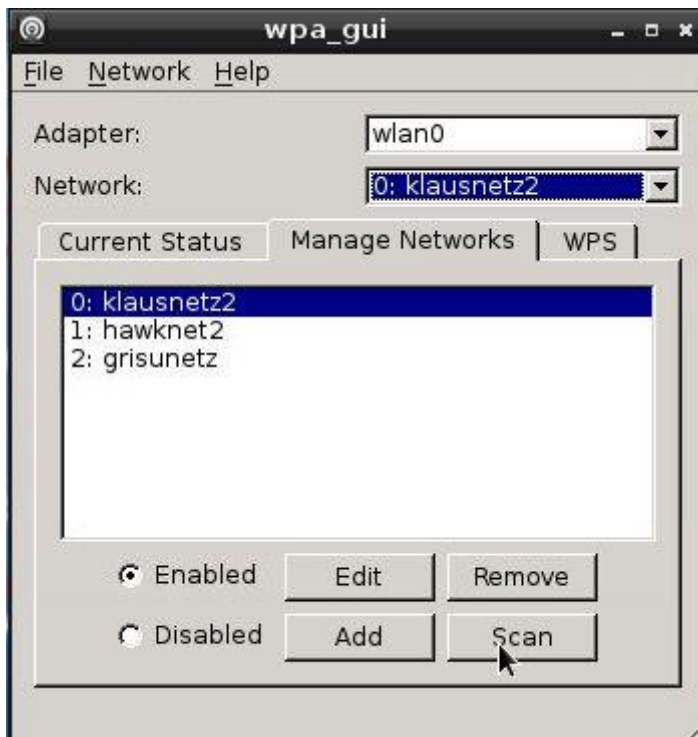 wpa_gui
File Network Help
Adapter: wlan0
Network: 0: klausnetz2
Current Status Manage Networks WPS
0: klausnetz2
1: hawknet2
2: grisunetz
Enabled Edit Remove
Disabled Add Scan